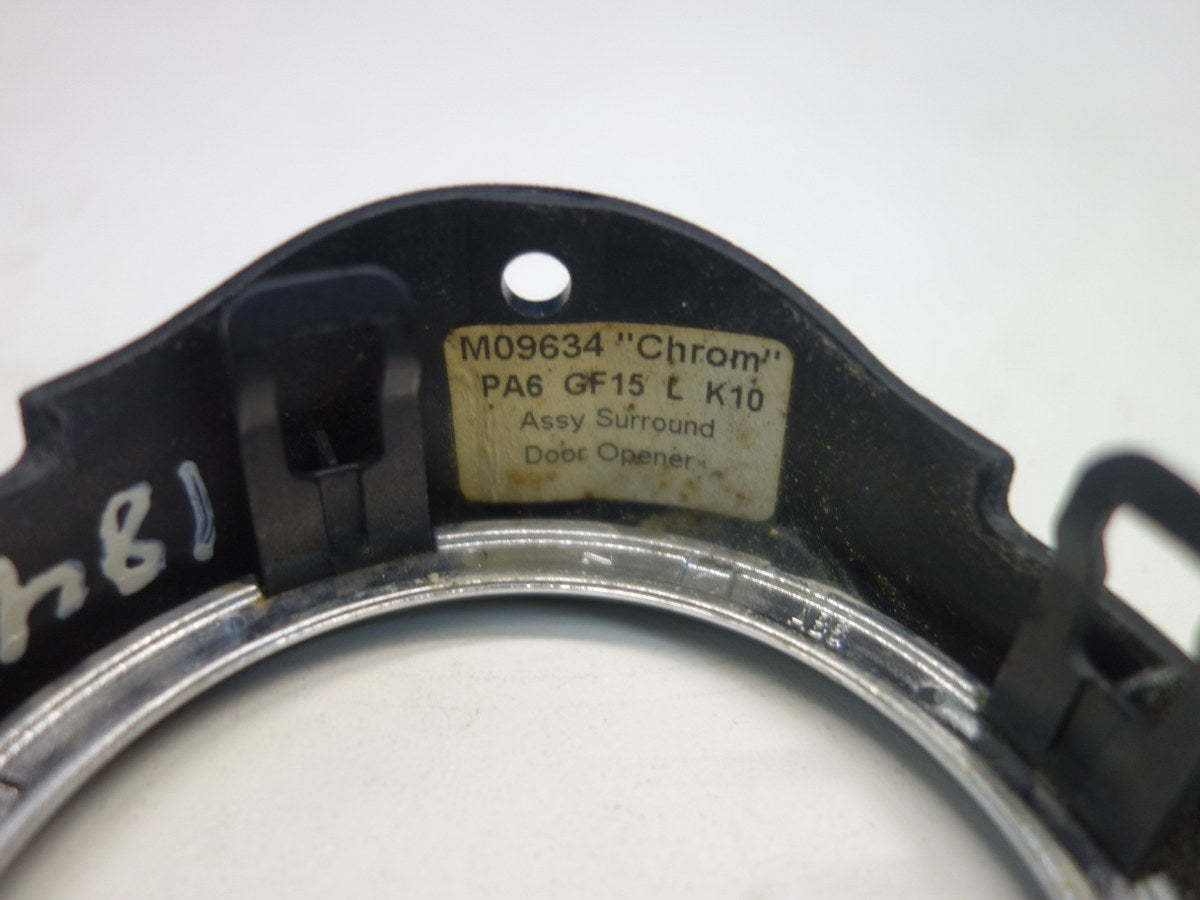 M09634 "Chrom"
PA6 GF15 L K10
Assy Surround
Door Opener